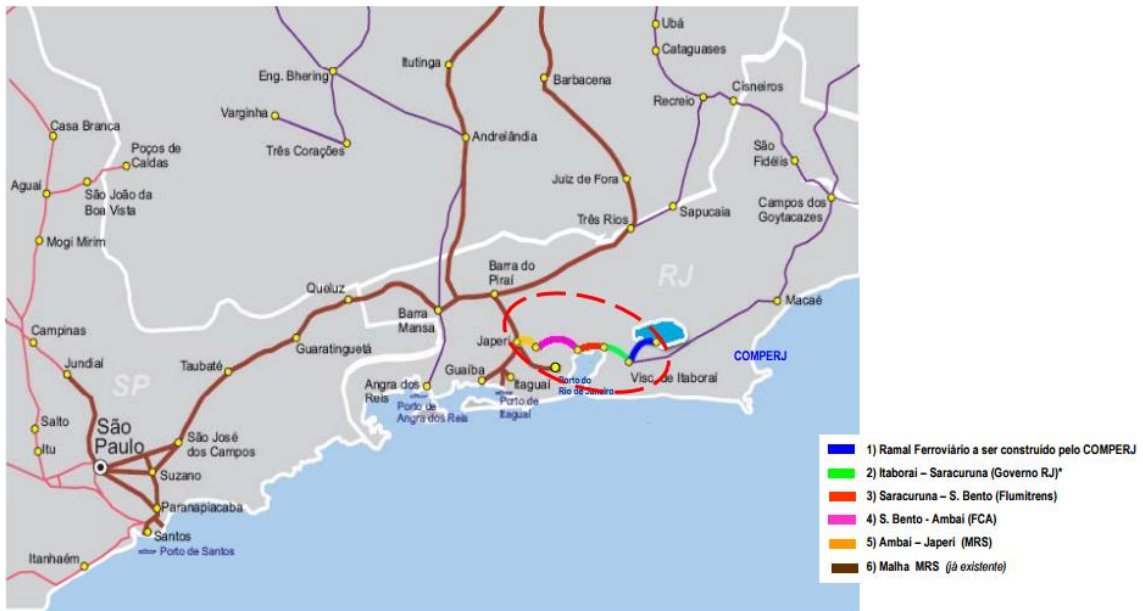 Ubá
Cataguases
Itutinga
Eng. Bhering
Barbacena
Cisneiros
Recreio
Varginha
Casa Branca
Andrelândia
Três Corações
São
Fidélis
Poços de
Caldas
Aguaí
Juiz de Fora
São João da
Boa Vista
Campos dos
Goytacazes
Sapucaia
Três Rios
Mogi Mirim
Barra do
Piraí
RJ
Queluz
Macaé
Barra
Mansa
Campinas
Japeri
Guaratinguetá
COMPERJ
Jundiaí
Taubaté
Guaíba
Itaguaí
Visc. de Itaboraí
SP
Angra dos
Reis
Porto do
Rio de Janeiro
Porto de
Angra dos Reis
Porto de
Itaguaí
Salto
São
Paulo
São José
dos Campos
Itu
Suzano
Paranapiacaba
Santos
Porto de Santos
Itanhaém
1) Ramal Ferroviário a ser construído pelo COMPERJ
2) Itaboraí – Saracuruna (Governo RJ)*
3) Saracuruna – S. Bento (Flumitrens)
4) S. Bento - Ambaí (FCA)
5) Ambaí – Japeri (MRS)
6) Malha MRS (já existente)